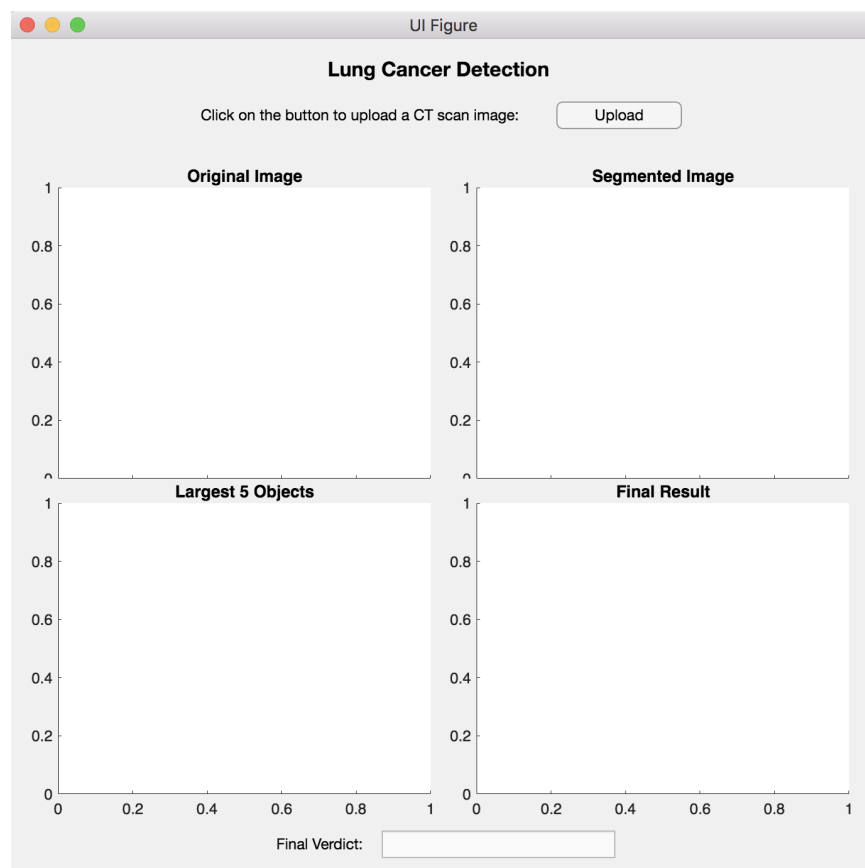 UI Figure
Lung Cancer Detection
Click on the button to upload a CT scan image: Upload
Original Image Segmented Image
1 1
0.8 0.8
0.6 0.6
0.4 0.4
0.2 0.2
0 0
Largest 5 Objects Final Result
1 1
0.8 0.8
0.6 0.6
0.4 0.4
0.2 0.2
0 0
0 0.2 0.4 0.6 0.8 1 0 0.2 0.4 0.6 0.8 1
Final Verdict: